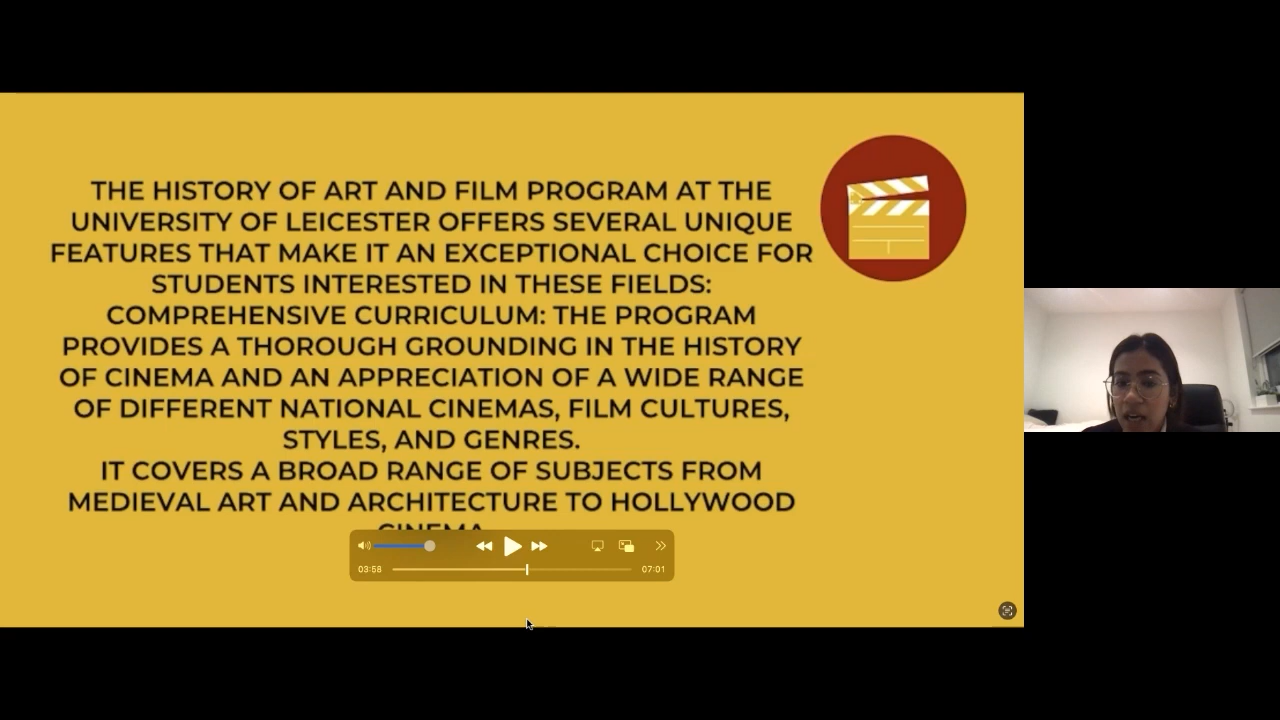 THE HISTORY OF ART AND FILM PROGRAM AT THE
UNIVERSITY OF LEICESTER OFFERS SEVERAL UNIQUE
FEATURES THAT MAKE IT AN EXCEPTIONAL CHOICE FOR
STUDENTS INTERESTED IN THESE FIELDS:
COMPREHENSIVE CURRICULUM: THE PROGRAM
PROVIDES A THOROUGH GROUNDING IN THE HISTORY
OF CINEMA AND AN APPRECIATION OF A WIDE RANGE
OF DIFFERENT NATIONAL CINEMAS, FILM CULTURES,
STYLES, AND GENRES.
IT COVERS A BROAD RANGE OF SUBJECTS FROM
MEDIEVAL ART AND ARCHITECTURE TO HOLLYWOOD
CINEMA
03:58
07:01